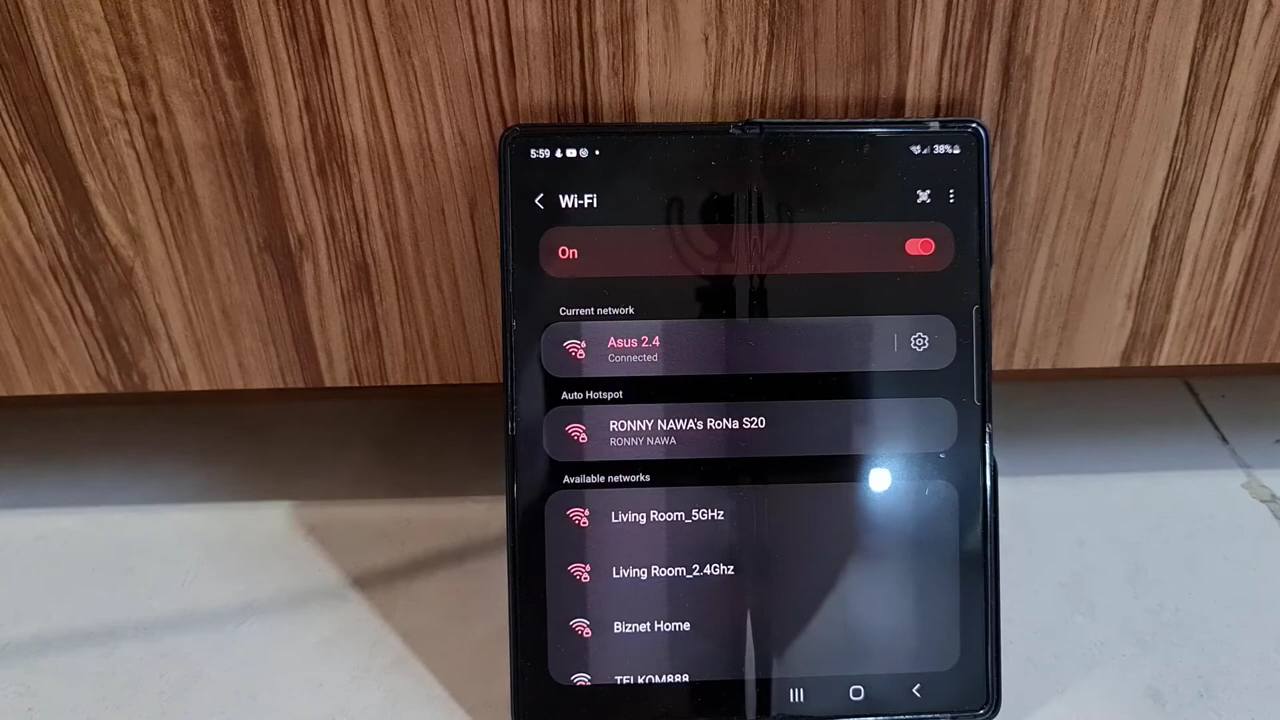 5:59
38%
Wi-Fi
On
Current network
Asus 2.4
Connected
Auto Hotspot
RONNY NAWA's RoNa S20
RONNY NAWA
Available networks
Living Room_5GHz
Living Room_2.4Ghz
Biznet Home
TELKOM888